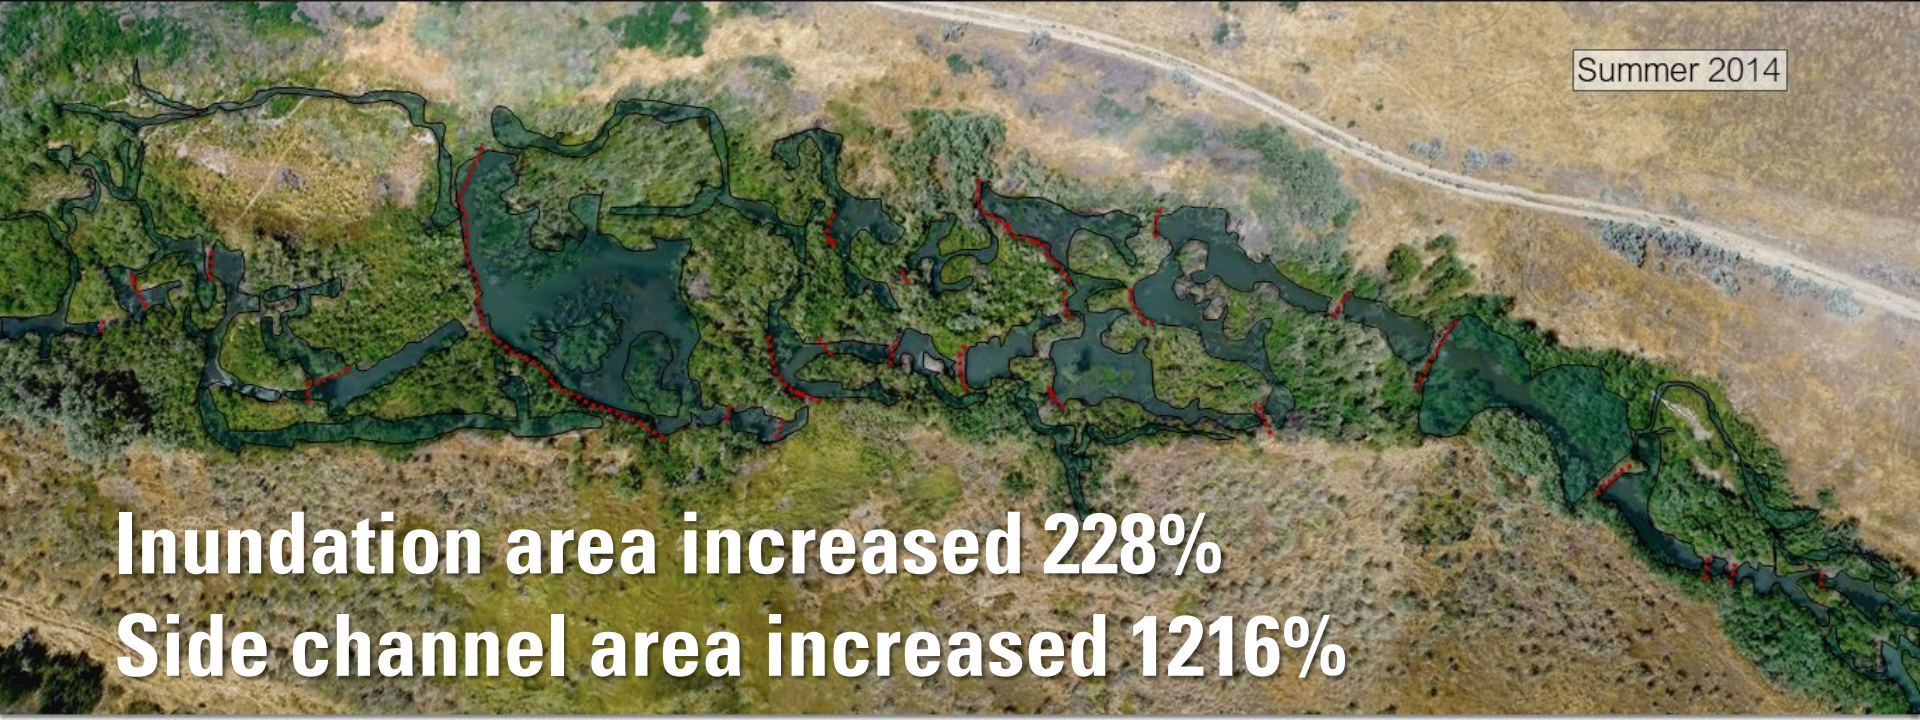 Summer 2014
Inundation area increased 228%
Side channel area increased 1216%